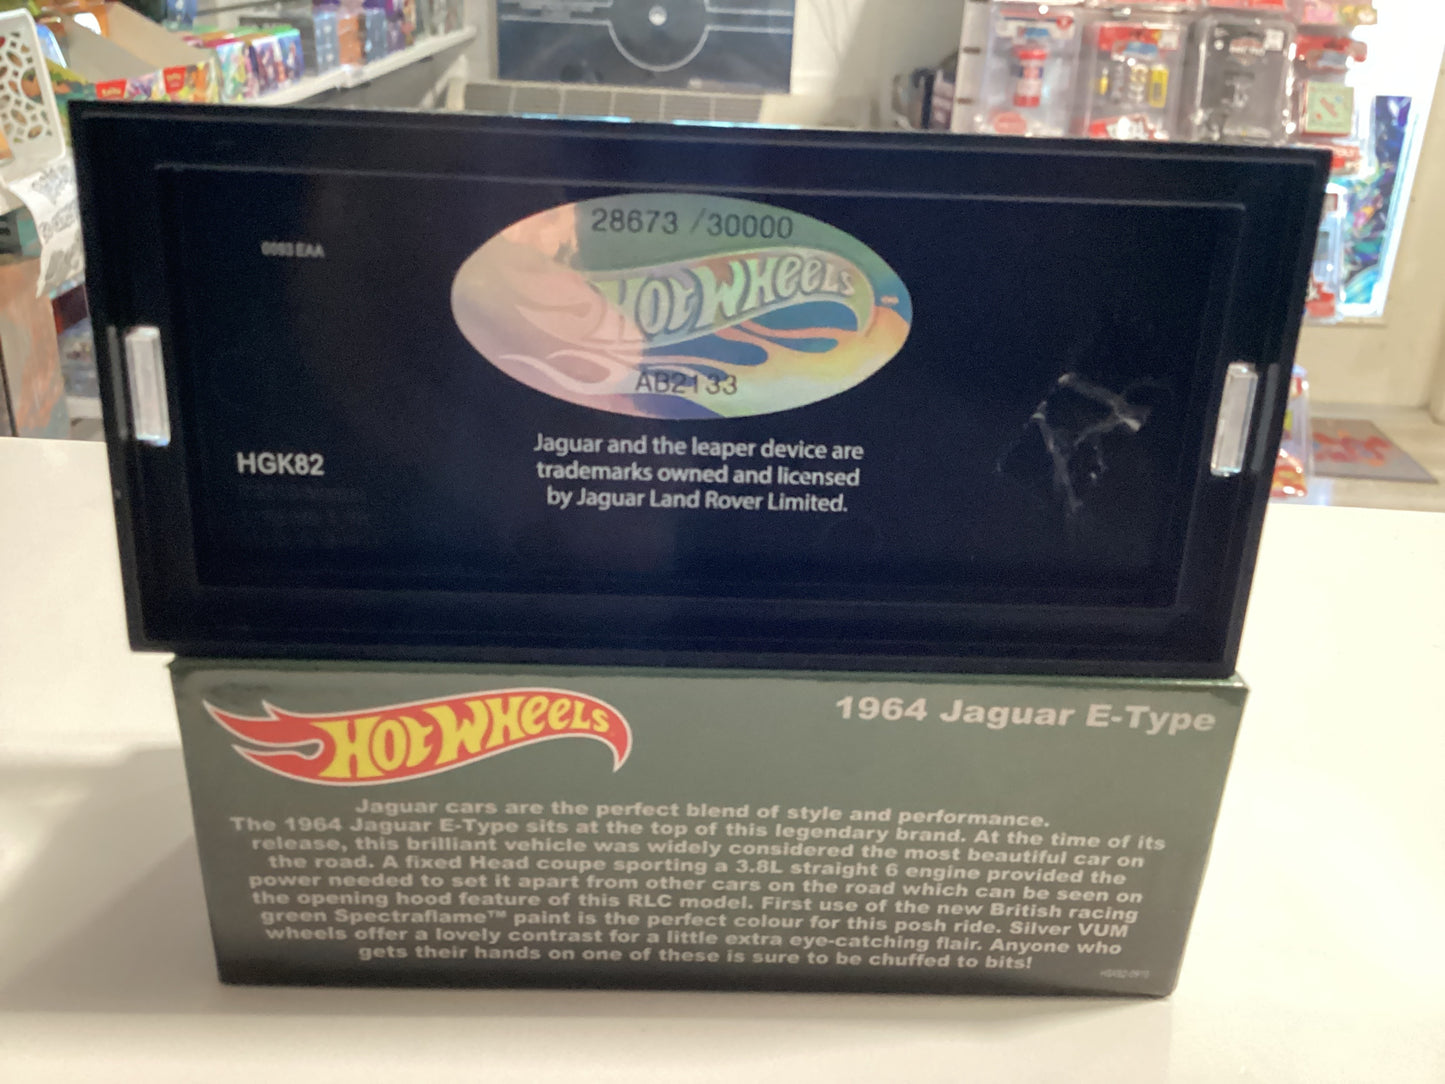 28673 /30000
HOT WHeeLs
AB2133
EAA
HGK82
Jaguar and the leaper device are
trademarks owned and licensed
by Jaguar Land Rover Limited.
HOT WHeeLs
1964 Jaguar E-Type
Jaguar cars are the perfect blend of style and performance.
The 1964 Jaguar E-Type sits at the top of this legendary brand. At the time of its
release, this brilliant vehicle was widely considered the most beautiful car on
the road. A fixed Head coupe sporting a 3.8L straight 6 engine provided the
power needed to set it apart from other cars on the road which can be seen on
the opening hood feature of this RLC model. First use of the new British racing
green Spectraflame™ paint is the perfect colour for this posh ride. Silver VUM
wheels offer a lovely contrast for a little extra eye-catching flair. Anyone who
gets their hands on one of these is sure to be chuffed to bits!